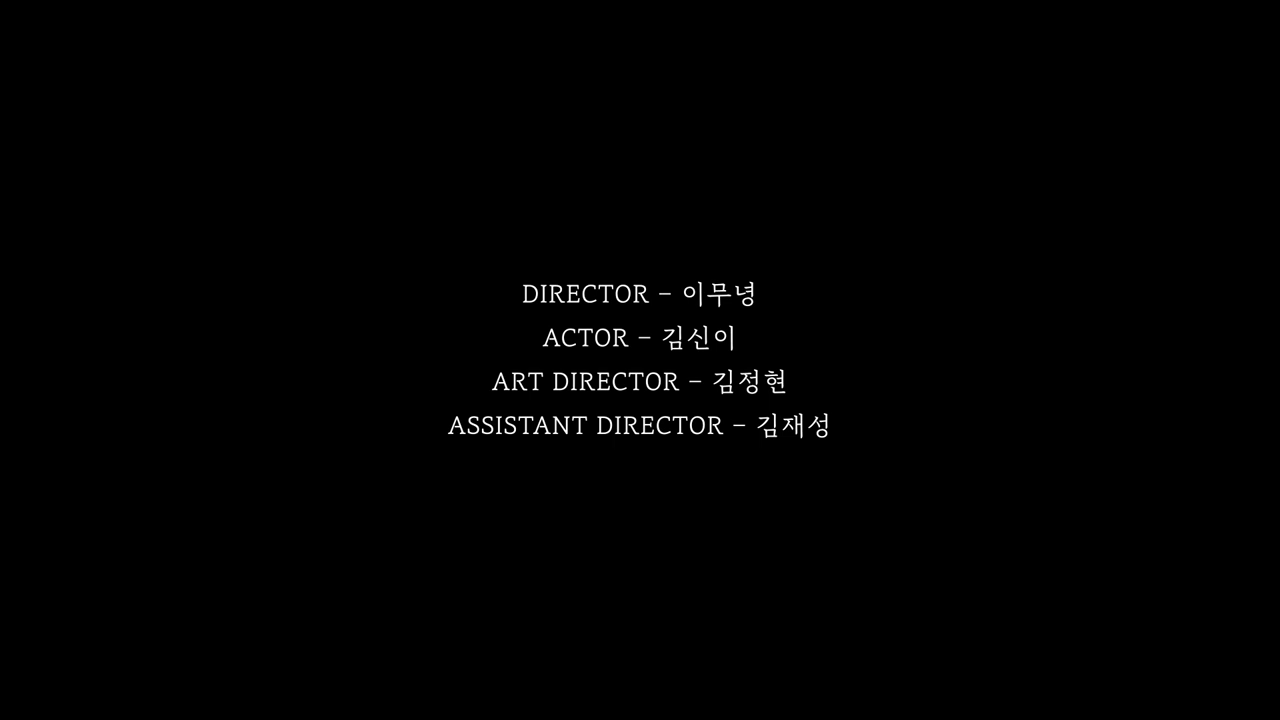 DIRECTOR – 이무녕
ACTOR – 김신이
ART DIRECTOR – 김정현
ASSISTANT DIRECTOR – 김재성